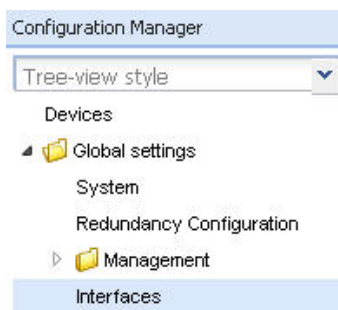 Configuration Manager
Tree-view style
Devices
Global settings
System
Redundancy Configuration
Management
Interfaces